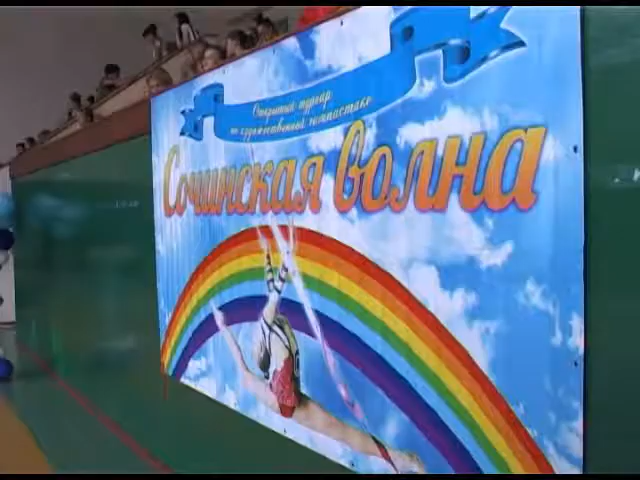 Открытый турнир
по художественной гимнастике
Сочинская волна